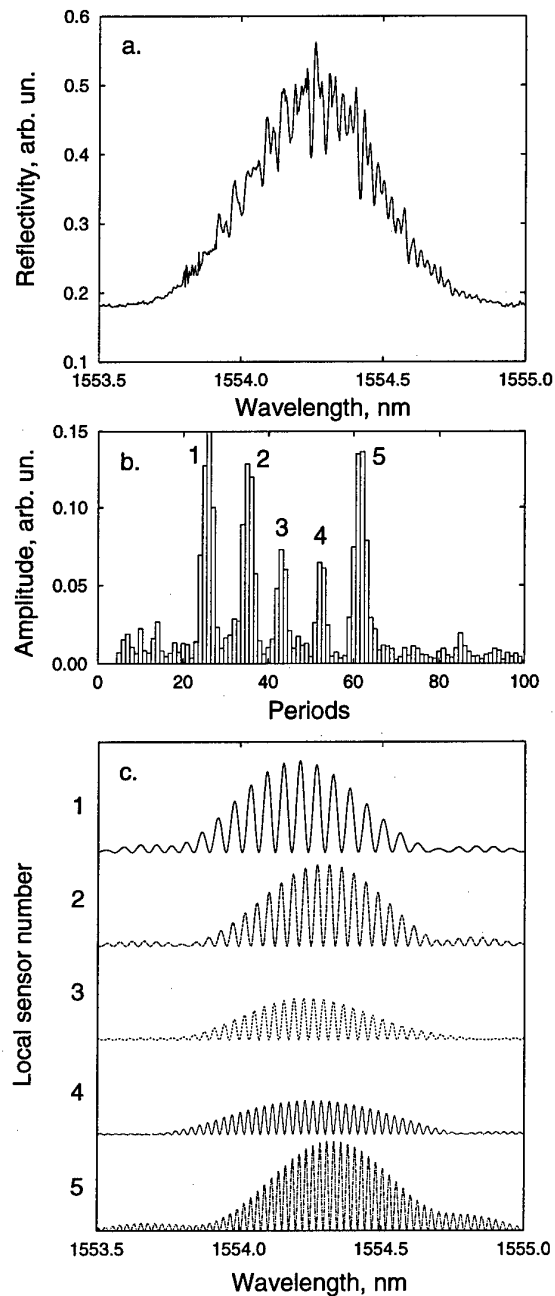 a.
Reflectivity, arb. un.
0.6
0.5
0.4
0.3
0.2
0.1
1553.5 1554.0 1554.5 1555.0
Wavelength, nm
b.
Amplitude, arb. un.
0.15
0.10
0.05
0.00
1 2 3 4 5
0 20 40 60 80 100
Periods
c.
Local sensor number
1
2
3
4
5
1553.5 1554.0 1554.5 1555.0
Wavelength, nm